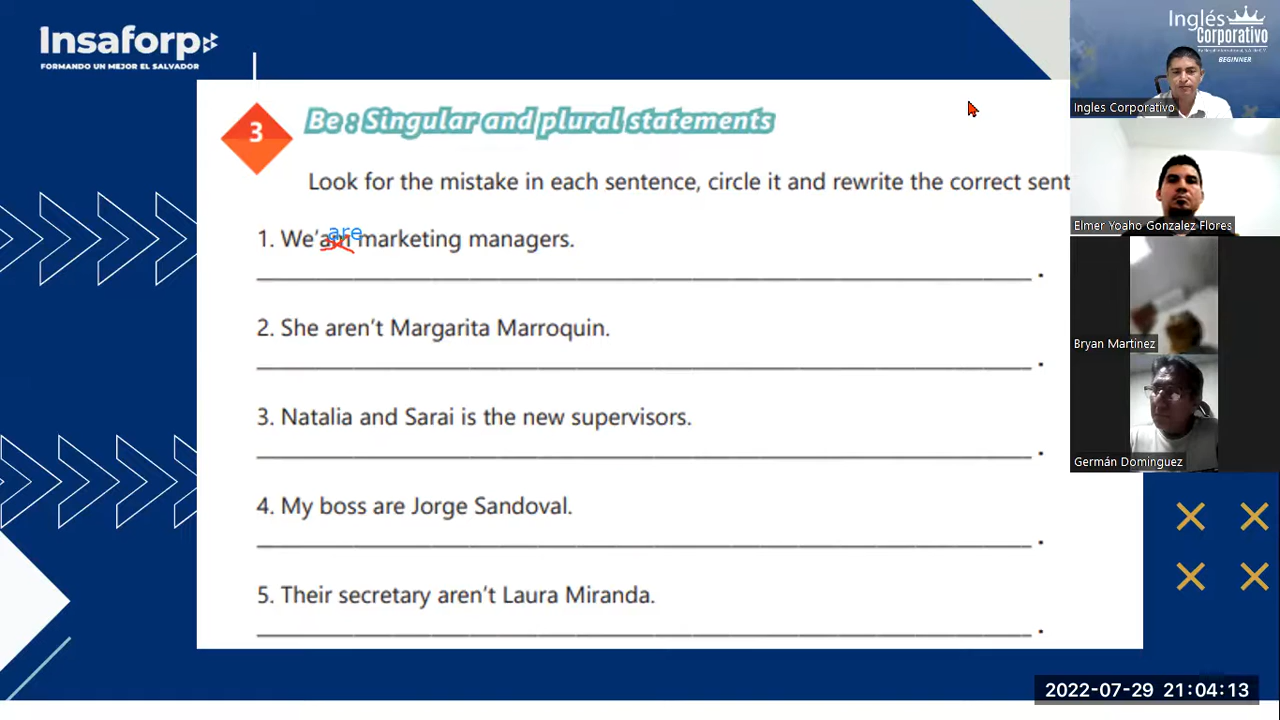 Insaforp
FORMANDO UN MEJOR EL SALVADOR
Inglés
Corporativo
BEGINNER
Ingles Corporativo
3
Be : Singular and plural statements
Look for the mistake in each sentence, circle it and rewrite the correct sent
are
1. We'am marketing managers.
.
Elmer Yoaho Gonzalez Flores
2. She aren't Margarita Marroquin.
.
Bryan Martinez
3. Natalia and Sarai is the new supervisors.
.
Germán Dominguez
4. My boss are Jorge Sandoval.
.
5. Their secretary aren't Laura Miranda.
.
2022-07-29 21:04:13